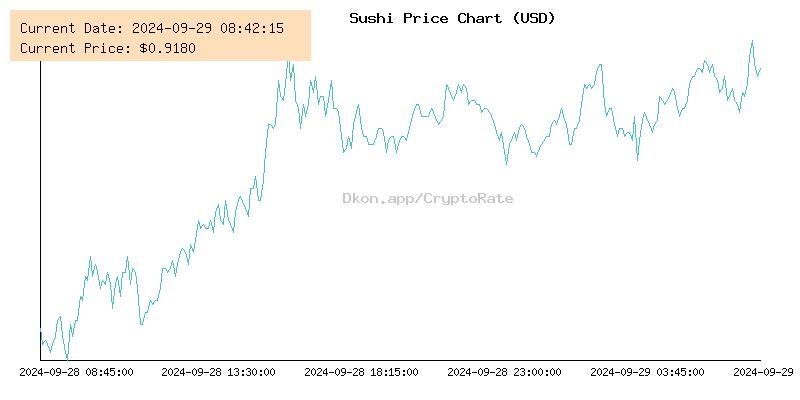 Sushi Price Chart (USD)
Current Date: 2024-09-29 08:42:15
Current Price: $0.9180
Dkon.app/CryptoRate
2024-09-28 08:45:00 2024-09-28 13:30:00 2024-09-28 18:15:00 2024-09-28 23:00:00 2024-09-29 03:45:00 2024-09-29